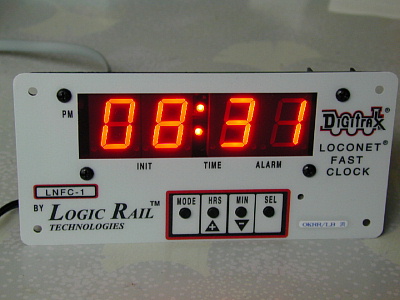 PM
08:31
DIGITRAX
INIT TIME ALARM
LOCONET®
FAST
CLOCK
LNFC-1
MODE HRS MIN SEL
BY LOGIC RAIL™
TECHNOLOGIES